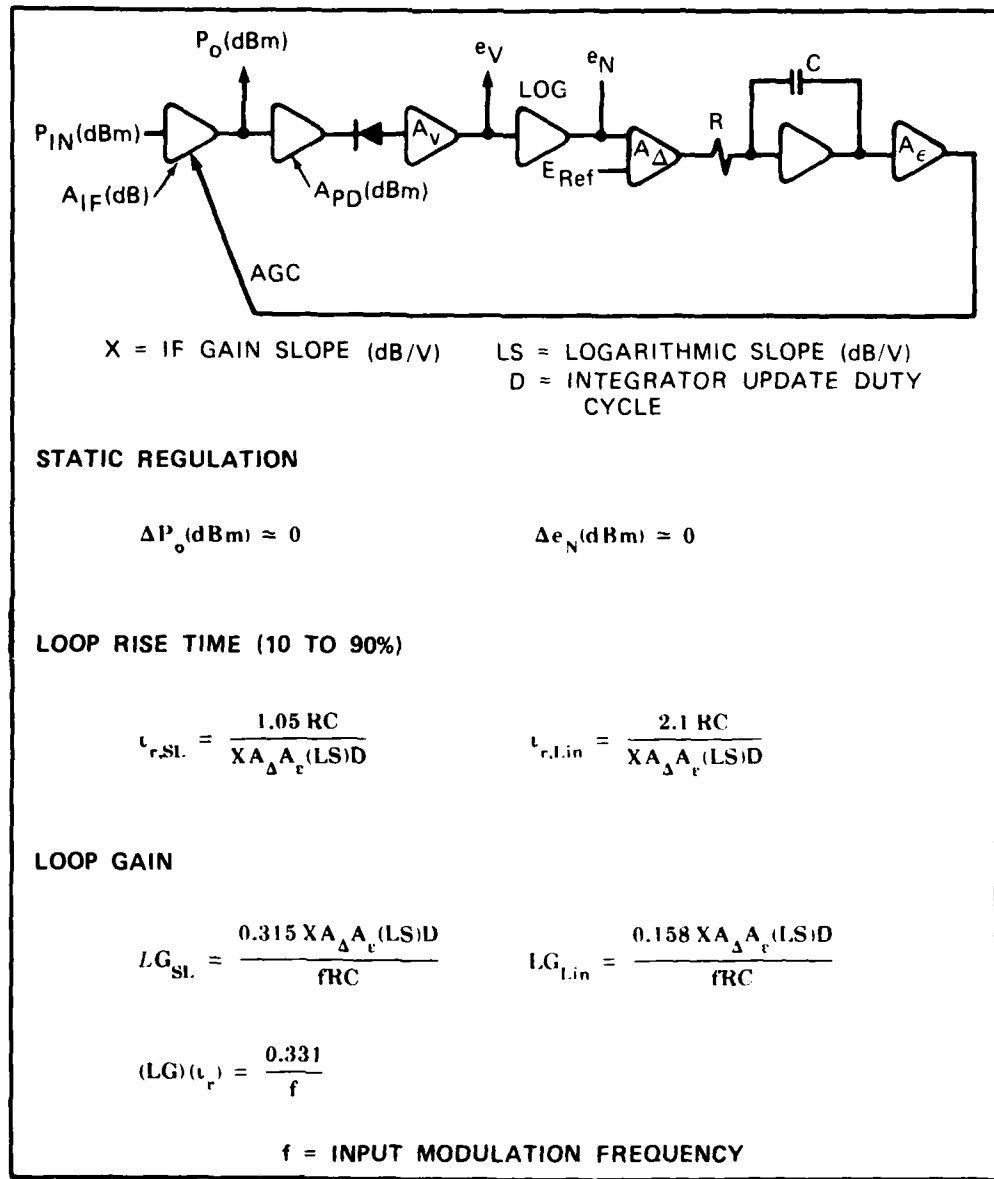 P_O(dBm)
e_V
e_N
C
LOG
R
P_IN(dBm)
A_V
A_Δ
A_ϵ
E_Ref
A_IF(dB)
A_PD(dBm)
AGC
X = IF GAIN SLOPE (dB/V) LS = LOGARITHMIC SLOPE (dB/V)
D = INTEGRATOR UPDATE DUTY
CYCLE
STATIC REGULATION
ΔP_o(dBm) ≃ 0 Δe_N(dBm) ≃ 0
LOOP RISE TIME (10 TO 90%)
t_r,SL = 1.05 RC / XA_ΔA_ε(LS)D t_r,Lin = 2.1 RC / XA_ΔA_ε(LS)D
LOOP GAIN
LG_SL = 0.315 XA_ΔA_ε(LS)D / fRC LG_Lin = 0.158 XA_ΔA_ε(LS)D / fRC
(LG)(t_r) = 0.331 / f
f = INPUT MODULATION FREQUENCY